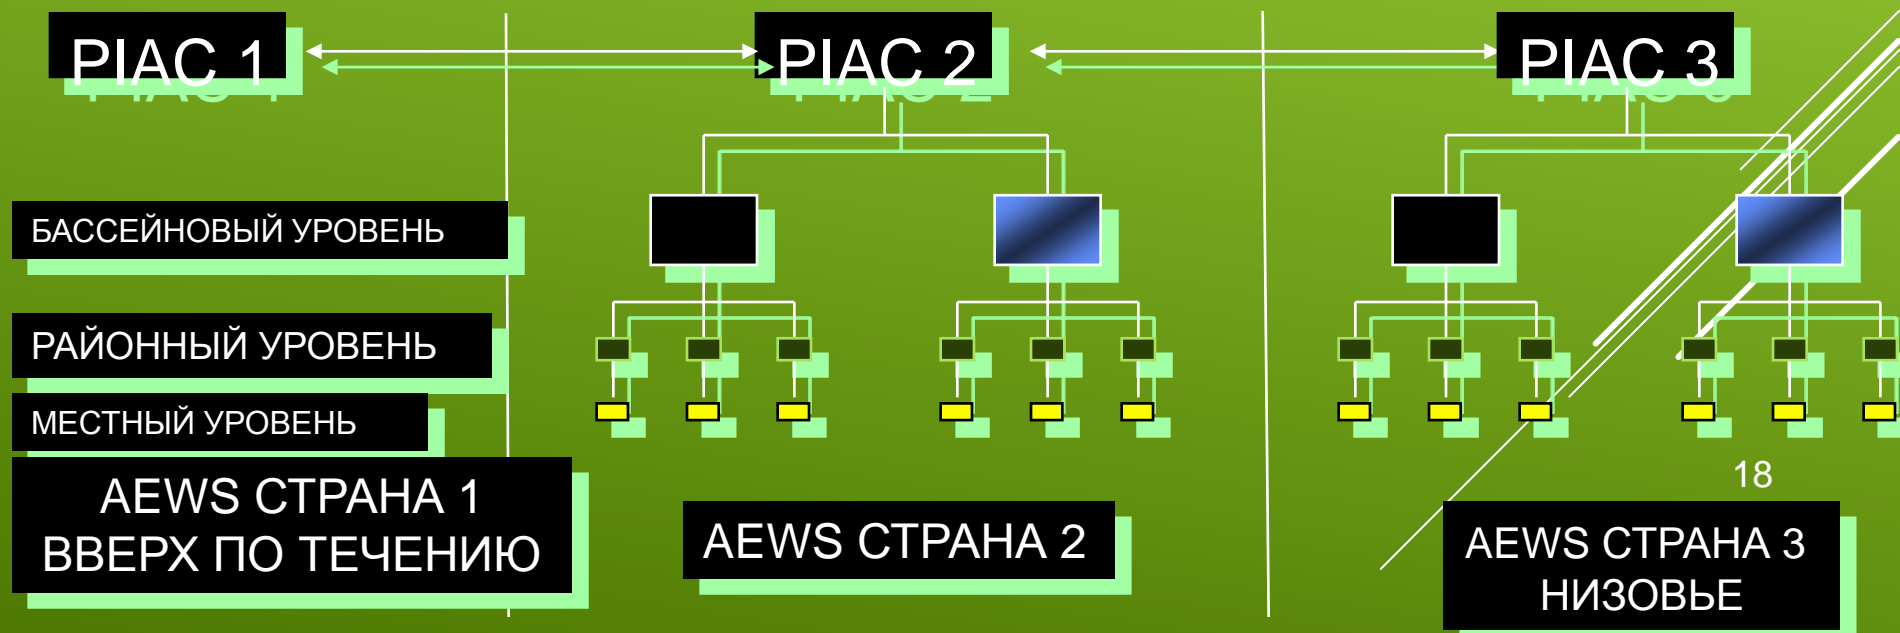 PIAC 1
PIAC 2
PIAC 3
БАССЕЙНОВЫЙ УРОВЕНЬ
РАЙОННЫЙ УРОВЕНЬ
МЕСТНЫЙ УРОВЕНЬ
AEWS СТРАНА 1
ВВЕРХ ПО ТЕЧЕНИЮ
AEWS СТРАНА 2
18
AEWS СТРАНА 3
НИЗОВЬЕ